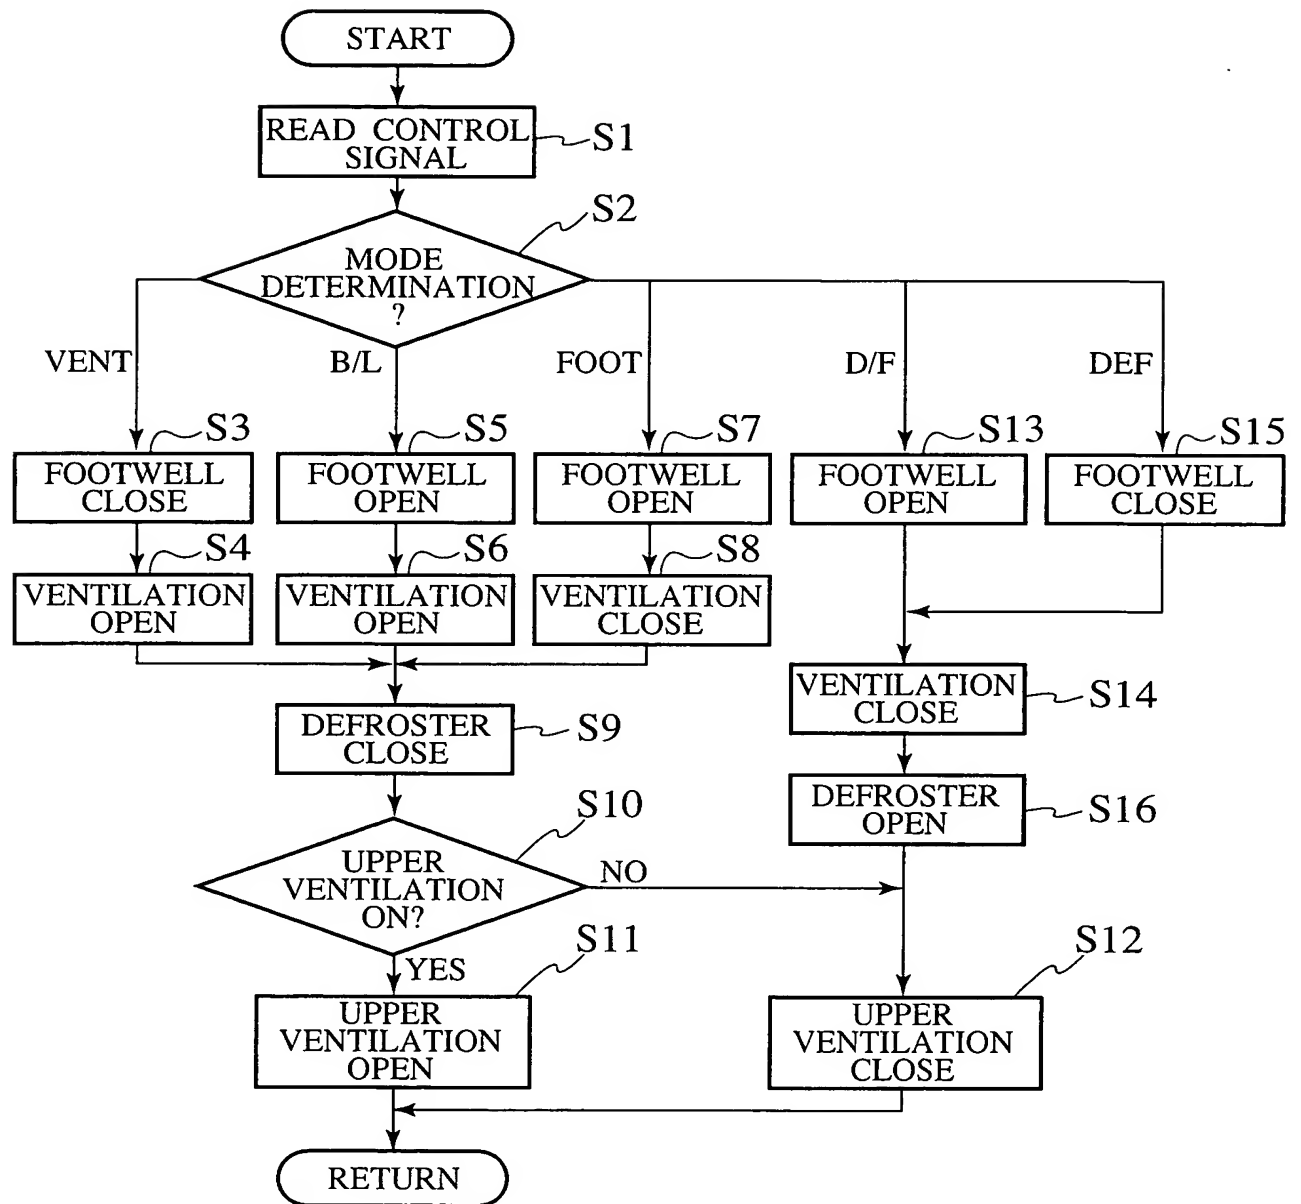 START
READ CONTROL
SIGNAL
S1
S2
MODE
DETERMINATION
?
VENT
B/L
FOOT
D/F
DEF
S3
S5
S7
S13
S15
FOOTWELL
CLOSE
FOOTWELL
OPEN
FOOTWELL
OPEN
FOOTWELL
OPEN
FOOTWELL
CLOSE
S4
S6
S8
VENTILATION
OPEN
VENTILATION
OPEN
VENTILATION
CLOSE
VENTILATION
CLOSE
S14
DEFROSTER
CLOSE
S9
DEFROSTER
OPEN
S16
S10
UPPER
VENTILATION
ON?
NO
YES
S11
S12
UPPER
VENTILATION
OPEN
UPPER
VENTILATION
CLOSE
RETURN